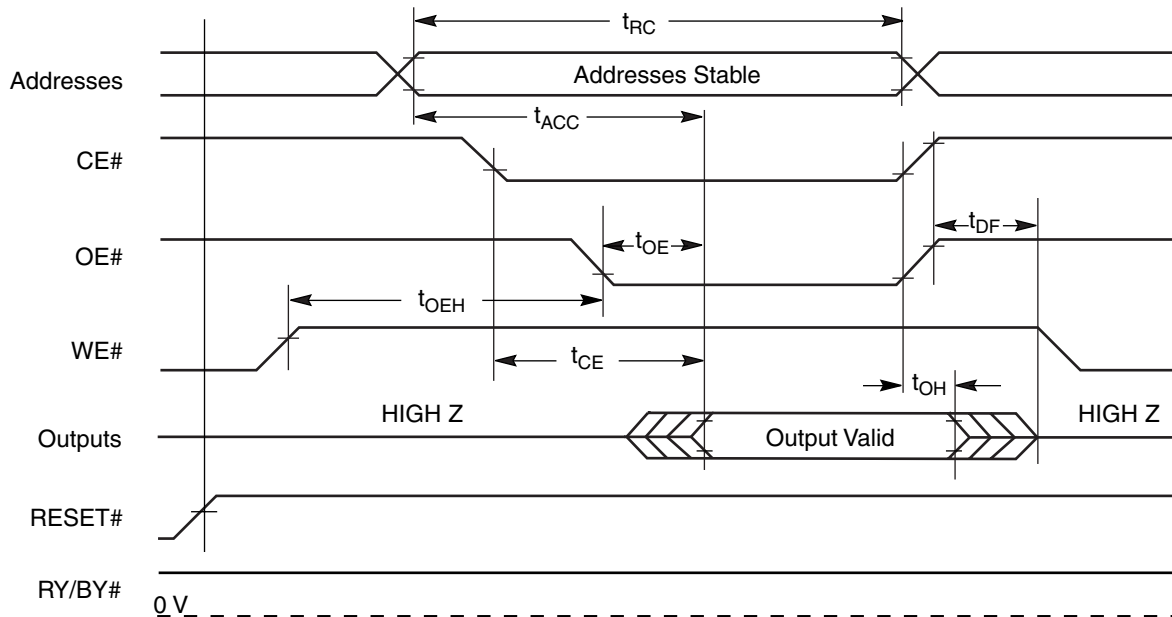 tRC
Addresses
Addresses Stable
tACC
CE#
tDF
OE#
tOE
tOEH
WE#
tCE
tOH
HIGH Z
HIGH Z
Outputs
Output Valid
RESET#
RY/BY#
0 V